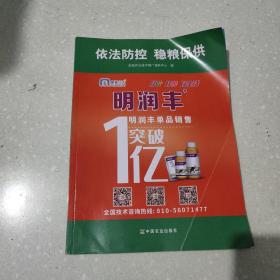 依法防控 稳粮保供
明润丰
明润丰单品销售
突破
1亿
全国技术咨询热线:010-56071477
中国农业出版社